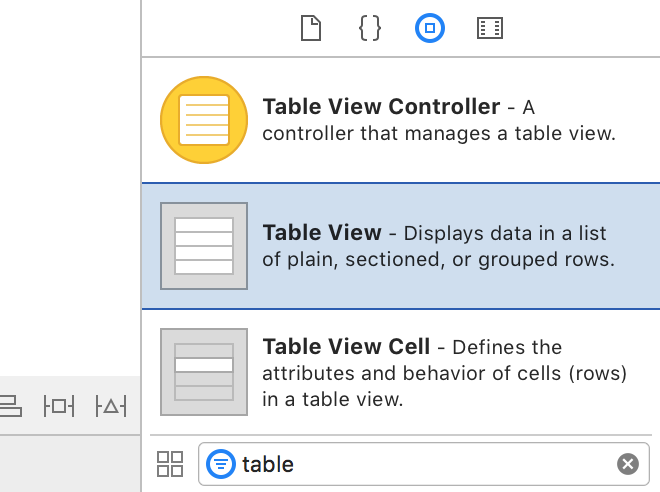 Table View Controller - A
controller that manages a table view.
Table View - Displays data in a list
of plain, sectioned, or grouped rows.
Table View Cell - Defines the
attributes and behavior of cells (rows)
in a table view.
table